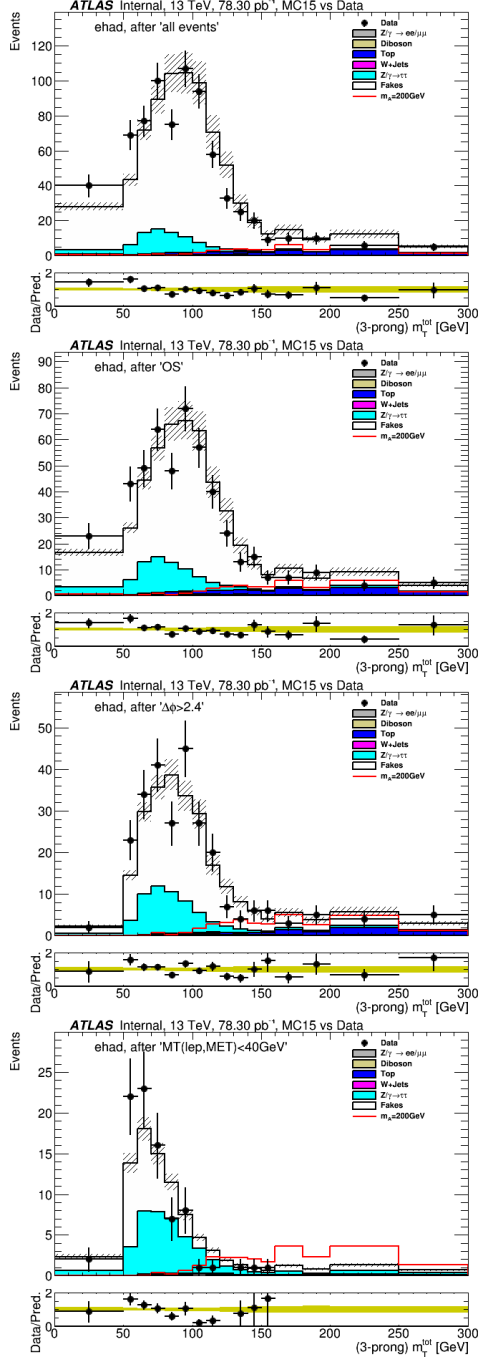 ATLAS Internal, 13 TeV, 78.30 pb⁻¹, MC15 vs Data
Events
ehad, after 'all events'
Data
Z/γ → ee/μμ
Diboson
Top
W+Jets
Z/γ→ττ
Fakes
m_A=200GeV
120
100
80
60
40
20
0
Data/Pred.
2
0
0 50 100 150 200 250 300
(3-prong) m_T^tot [GeV]
ATLAS Internal, 13 TeV, 78.30 pb⁻¹, MC15 vs Data
Events
ehad, after 'OS'
Data
Z/γ → ee/μμ
Diboson
Top
W+Jets
Z/γ→ττ
Fakes
m_A=200GeV
90
80
70
60
50
40
30
20
10
0
Data/Pred.
2
0
0 50 100 150 200 250 300
(3-prong) m_T^tot [GeV]
ATLAS Internal, 13 TeV, 78.30 pb⁻¹, MC15 vs Data
Events
ehad, after 'Δϕ>2.4'
Data
Z/γ → ee/μμ
Diboson
Top
W+Jets
Z/γ→ττ
Fakes
m_A=200GeV
50
40
30
20
10
0
Data/Pred.
2
0
0 50 100 150 200 250 300
(3-prong) m_T^tot [GeV]
ATLAS Internal, 13 TeV, 78.30 pb⁻¹, MC15 vs Data
Events
ehad, after 'MT(lep,MET)<40GeV'
Data
Z/γ → ee/μμ
Diboson
Top
W+Jets
Z/γ→ττ
Fakes
m_A=200GeV
25
20
15
10
5
0
Data/Pred.
2
0
0 50 100 150 200 250 300
(3-prong) m_T^tot [GeV]